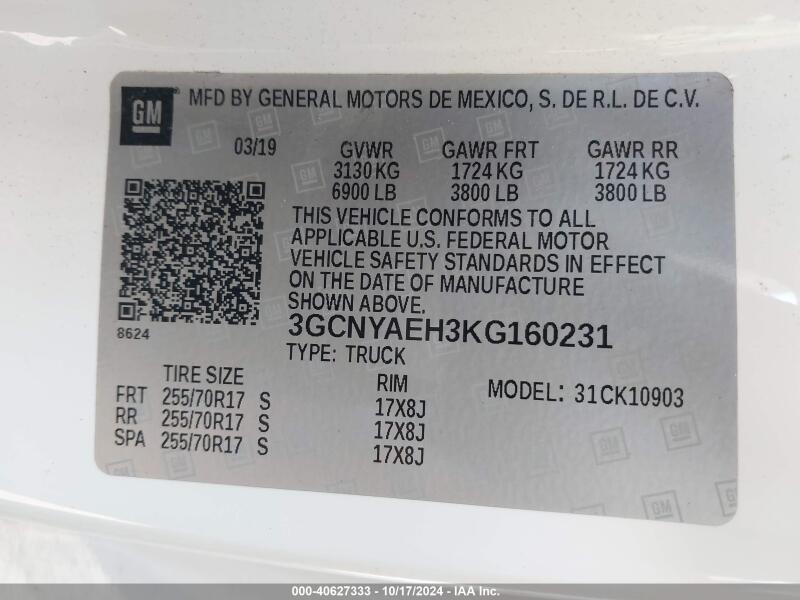 GM MFD BY GENERAL MOTORS DE MEXICO, S. DE R.L. DE C.V.
03/19 GVWR GAWR FRT GAWR RR
3130 KG 1724 KG 1724 KG
6900 LB 3800 LB 3800 LB
THIS VEHICLE CONFORMS TO ALL
APPLICABLE U.S. FEDERAL MOTOR
VEHICLE SAFETY STANDARDS IN EFFECT
ON THE DATE OF MANUFACTURE
SHOWN ABOVE.
8624
3GCNYAEH3KG160231
TYPE: TRUCK
TIRE SIZE RIM MODEL: 31CK10903
FRT 255/70R17 S 17X8J
RR 255/70R17 S 17X8J
SPA 255/70R17 S 17X8J
000-40627333 - 10/17/2024 - IAA Inc.